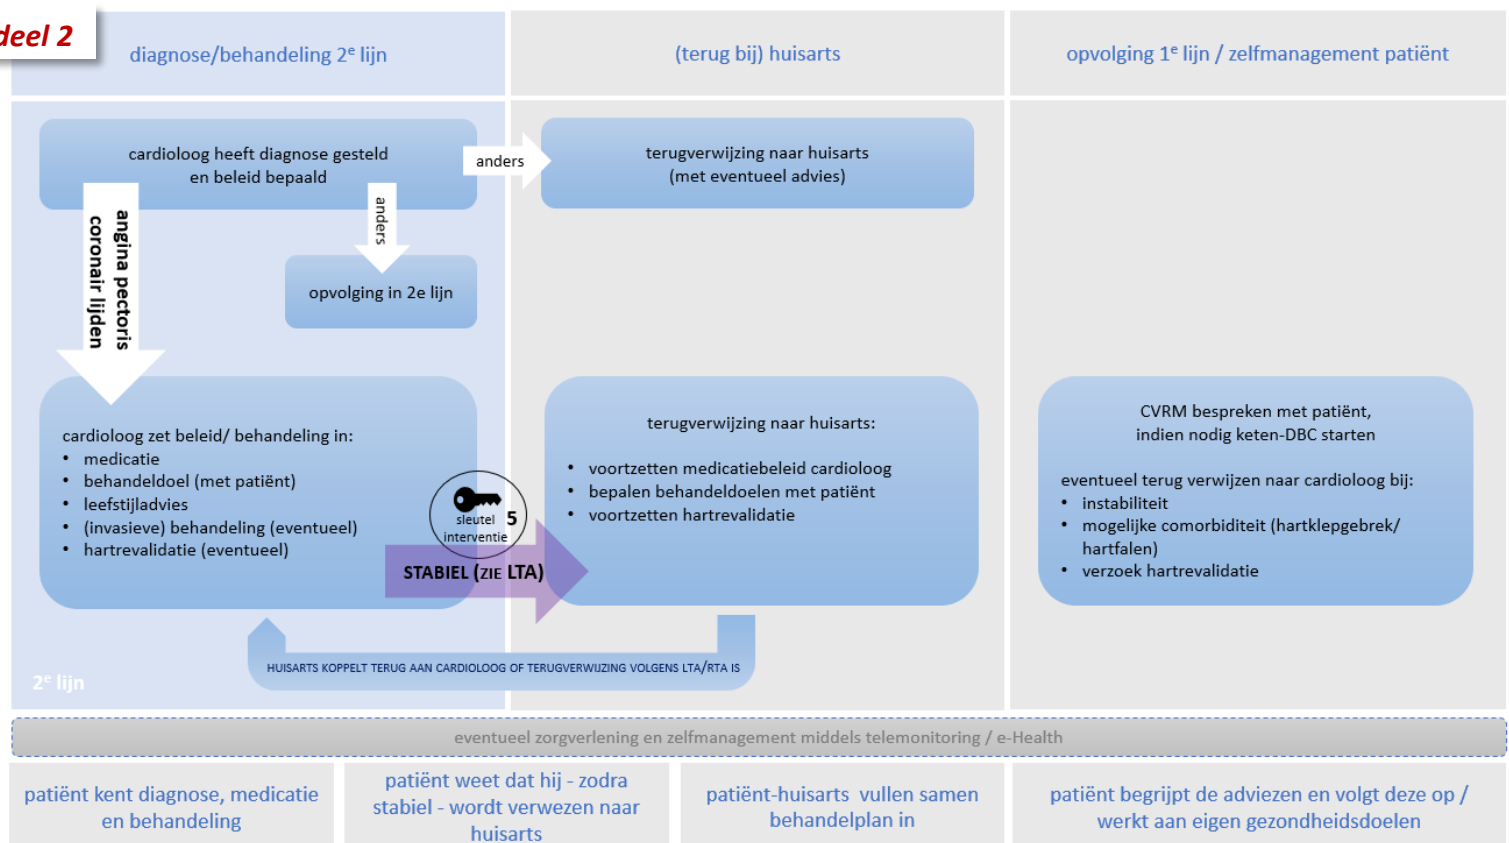 deel 2
diagnose/behandeling 2e lijn
(terug bij) huisarts
opvolging 1e lijn / zelfmanagement patiënt
cardioloog heeft diagnose gesteld
en beleid bepaald
anders
terugverwijzing naar huisarts
(met eventueel advies)
angina pectoris
coronair lijden
anders
opvolging in 2e lijn
cardioloog zet beleid/ behandeling in:
• medicatie
• behandeldoel (met patiënt)
• leefstijladvies
• (invasieve) behandeling (eventueel)
• hartrevalidatie (eventueel)
sleutel 5
interventie
STABIEL (ZIE LTA)
terugverwijzing naar huisarts:
• voortzetten medicatiebeleid cardioloog
• bepalen behandeldoelen met patiënt
• voortzetten hartrevalidatie
CVRM bespreken met patiënt,
indien nodig keten-DBC starten
eventueel terug verwijzen naar cardioloog bij:
• instabiliteit
• mogelijke comorbiditeit (hartklepgebrek/
hartfalen)
• verzoek hartrevalidatie
HUISARTS KOPPELT TERUG AAN CARDIOLOOG OF TERUGVERWIJZING VOLGENS LTA/RTA IS
2e lijn
eventueel zorgverlening en zelfmanagement middels telemonitoring / e-Health
patiënt kent diagnose, medicatie
en behandeling
patiënt weet dat hij - zodra
stabiel - wordt verwezen naar
huisarts
patiënt-huisarts vullen samen
behandelplan in
patiënt begrijpt de adviezen en volgt deze op /
werkt aan eigen gezondheidsdoelen